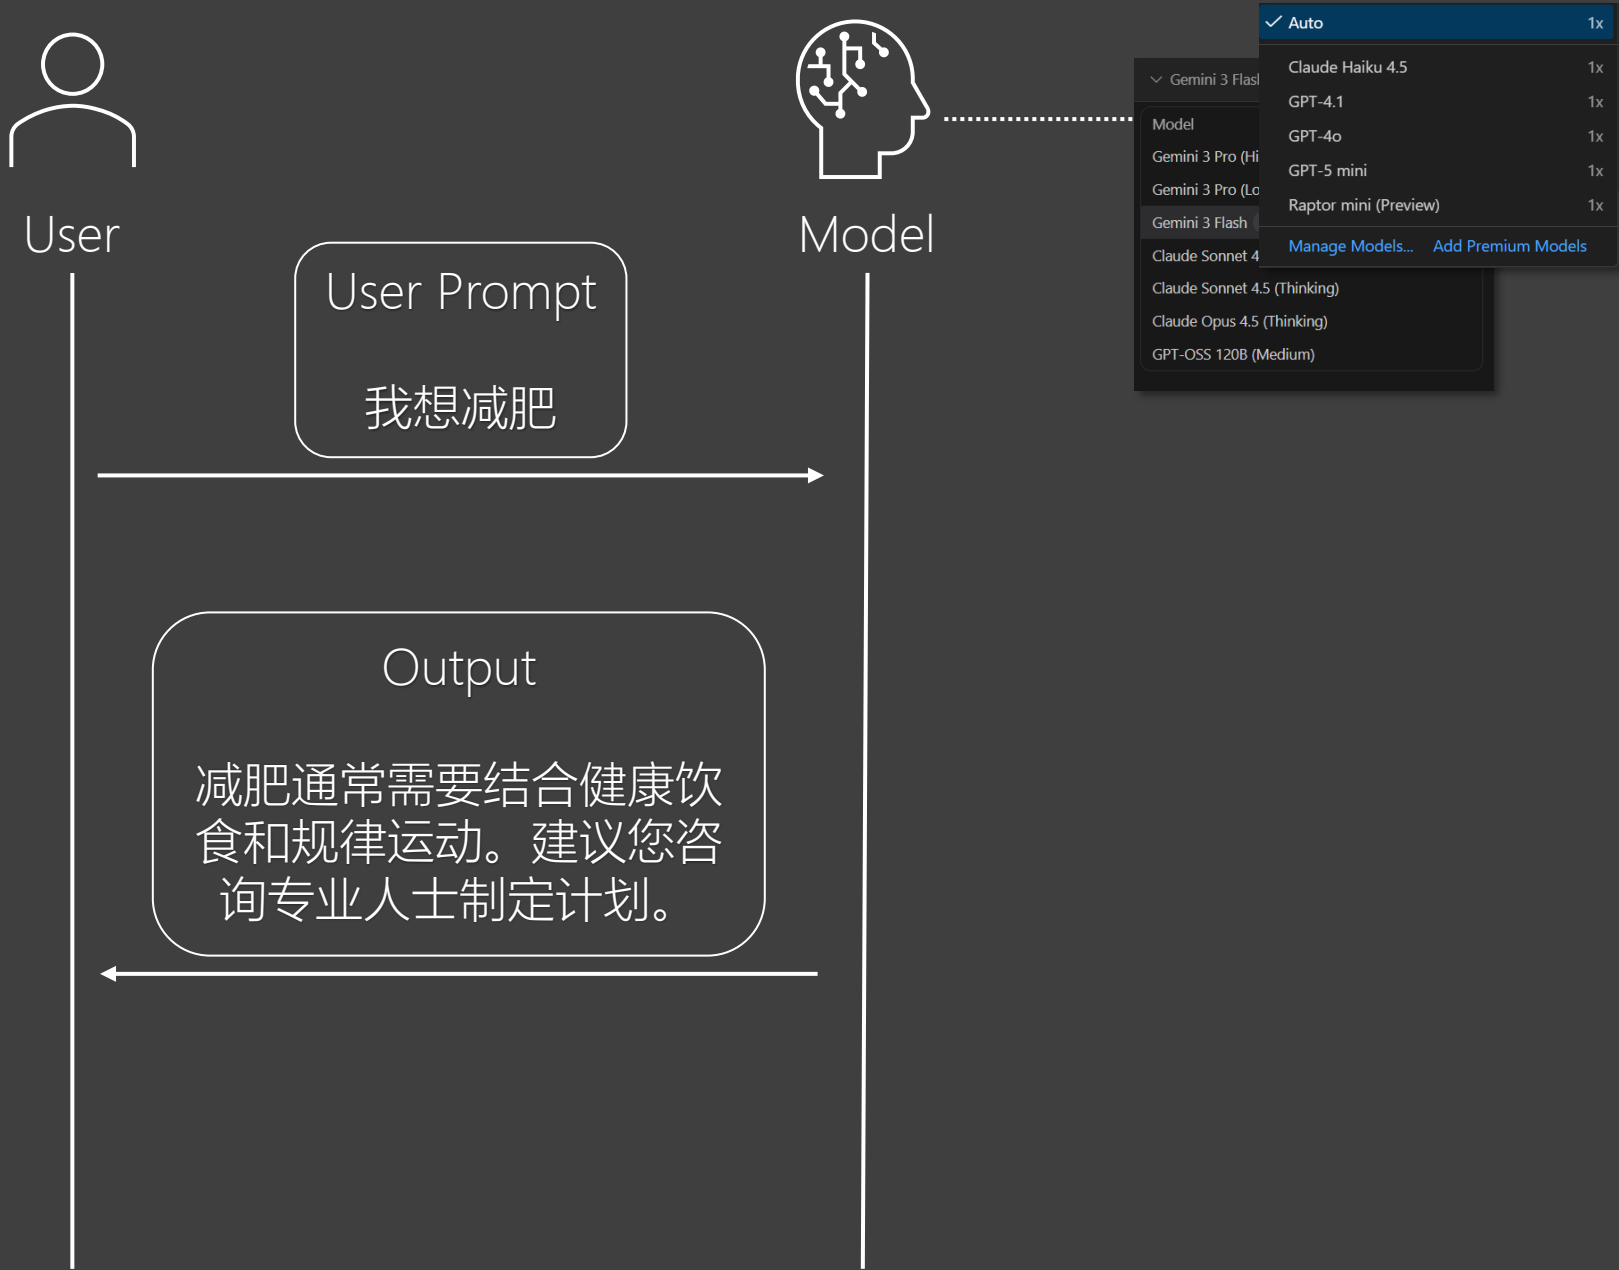 User
Model
User Prompt
我想减肥
Output
减肥通常需要结合健康饮
食和规律运动。建议您咨
询专业人士制定计划。
Gemini 3 Flas
Model
Gemini 3 Pro (Hi
Gemini 3 Pro (Lo
Gemini 3 Flash
Claude Sonnet 4
Claude Sonnet 4.5 (Thinking)
Claude Opus 4.5 (Thinking)
GPT-OSS 120B (Medium)
Auto 1x
Claude Haiku 4.5 1x
GPT-4.1 1x
GPT-4o 1x
GPT-5 mini 1x
Raptor mini (Preview) 1x
Manage Models... Add Premium Models